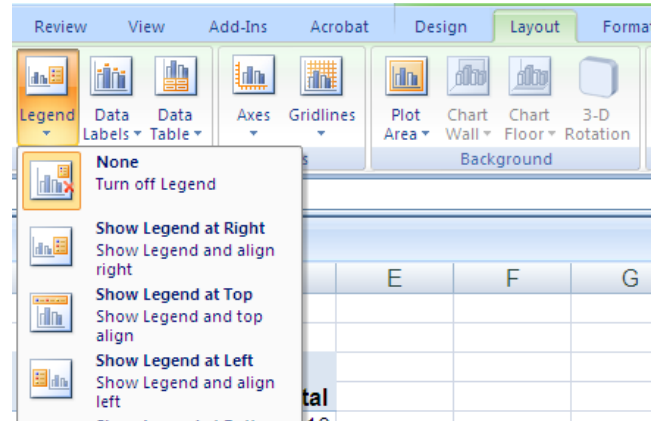 Review View Add-Ins Acrobat Design Layout
Legend Data Labels Data Table Axes Gridlines Plot Area Chart Wall Chart Floor 3-D Rotation
Background
None
Turn off Legend
Show Legend at Right
Show Legend and align
right
E F G
Show Legend at Top
Show Legend and top
align
Show Legend at Left
Show Legend and align
left